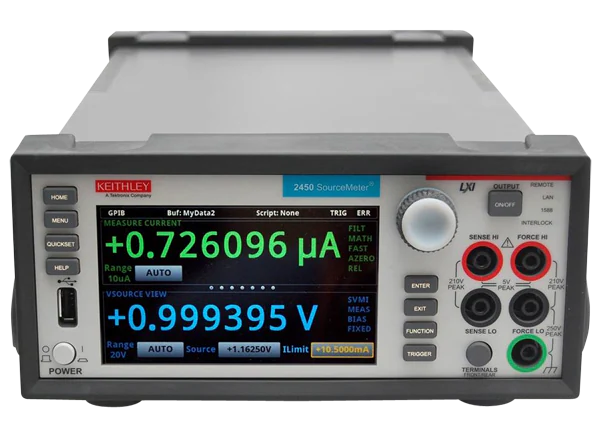 KEITHLEY
A Tektronix Company
2450 SourceMeter®
LXI
OUTPUT
ON/OFF
REMOTE
LAN
1588
INTERLOCK
HOME
MENU
QUICKSET
HELP
POWER
GPIB Buf: MyData2 Script: None TRIG ERR
MEASURE CURRENT
+0.726096 μA
FILT
MATH
FAST
AZERO
REL
Range AUTO
10uA
VSOURCE VIEW
+0.999395 V
SVMI
MEAS
BIAS
FIXED
Range AUTO Source +1.16250V ILimit +10.5000mA
20V
ENTER
EXIT
FUNCTION
TRIGGER
SENSE HI FORCE HI
210V PEAK
5V PEAK
210V PEAK
SENSE LO FORCE LO
250V PEAK
TERMINALS
FRONT/REAR